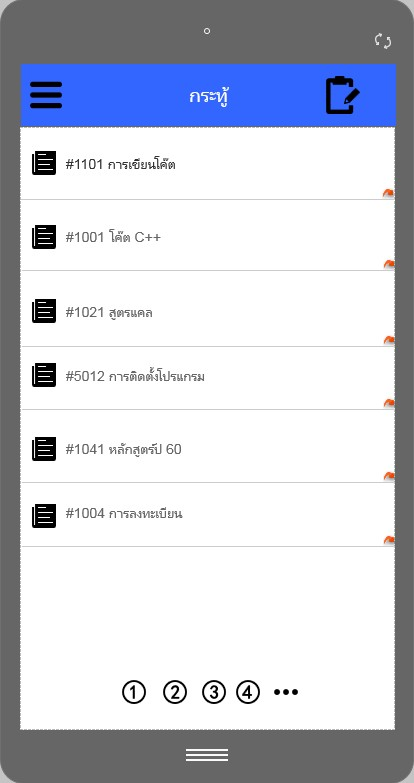 กระทู้
#1101 การเขียนโค๊ต
#1001 โค๊ต C++
#1021 สูตรแคล
#5012 การติดตั้งโปรแกรม
#1041 หลักสูตร์ป 60
#1004 การลงทะเบียน
1 2 3 4 •••